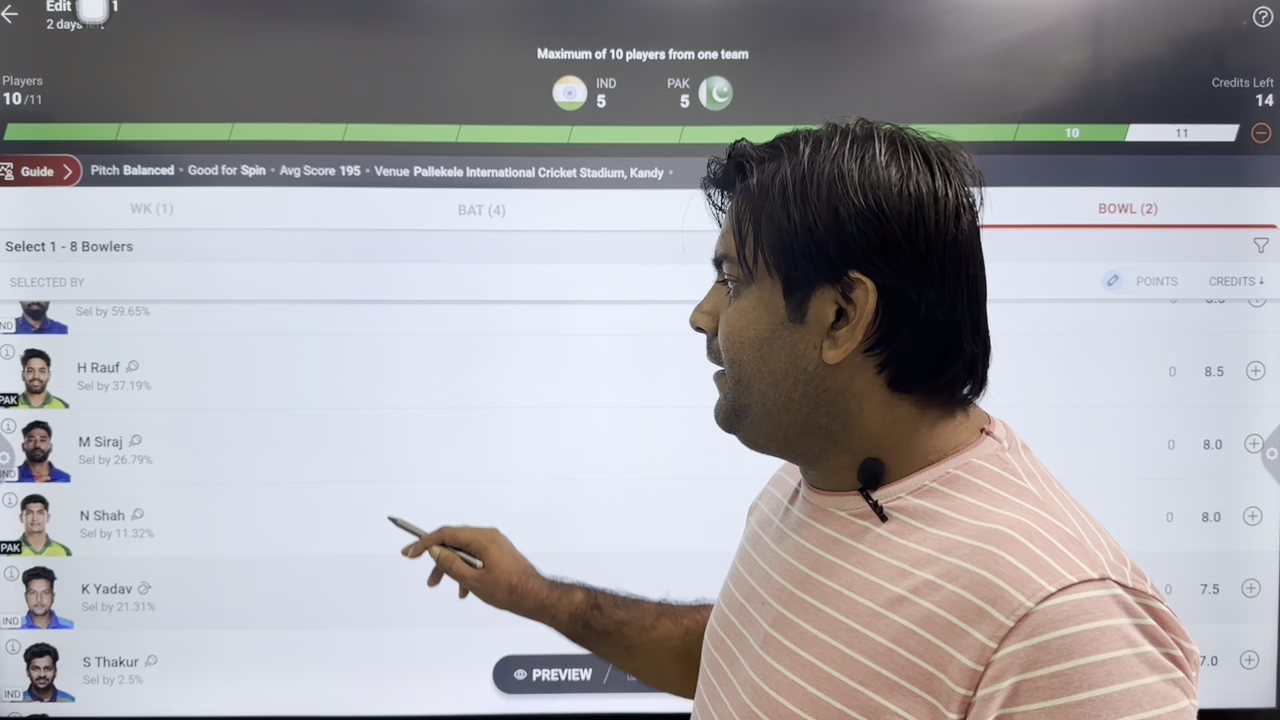 Edit 1
2 days
Maximum of 10 players from one team
Players
10/11
IND
5
PAK
5
Credits Left
14
10
11
Guide
Pitch Balanced • Good for Spin • Avg Score 195 • Venue Pallekele International Cricket Stadium, Kandy •
WK (1)
BAT (4)
BOWL (2)
Select 1 - 8 Bowlers
SELECTED BY
POINTS
CREDITS↓
Sel by 59.65%
H Rauf
Sel by 37.19%
PAK
0
8.5
M Siraj
Sel by 26.79%
IND
0
8.0
N Shah
Sel by 11.32%
PAK
0
8.0
K Yadav
Sel by 21.31%
IND
0
7.5
S Thakur
Sel by 2.5%
IND
7.0
PREVIEW /